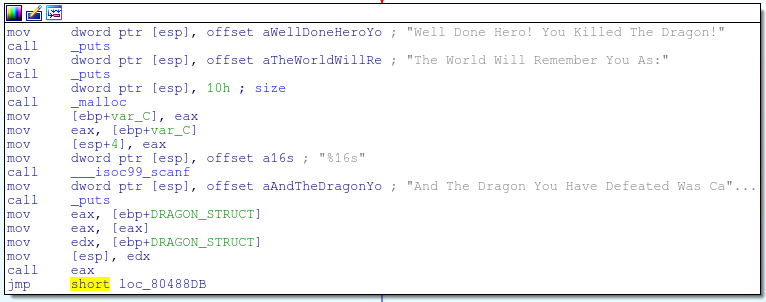 mov dword ptr [esp], offset aWellDoneHeroYo ; "Well Done Hero! You Killed The Dragon!"
call _puts
mov dword ptr [esp], offset aTheWorldWillRe ; "The World Will Remember You As:"
call _puts
mov dword ptr [esp], 10h ; size
call _malloc
mov [ebp+var_C], eax
mov eax, [ebp+var_C]
mov [esp+4], eax
mov dword ptr [esp], offset a16s ; "%16s"
call ___isoc99_scanf
mov dword ptr [esp], offset aAndTheDragonYo ; "And The Dragon You Have Defeated Was Ca"...
call _puts
mov eax, [ebp+DRAGON_STRUCT]
mov eax, [eax]
mov edx, [ebp+DRAGON_STRUCT]
mov [esp], edx
call eax
jmp short loc_80488DB